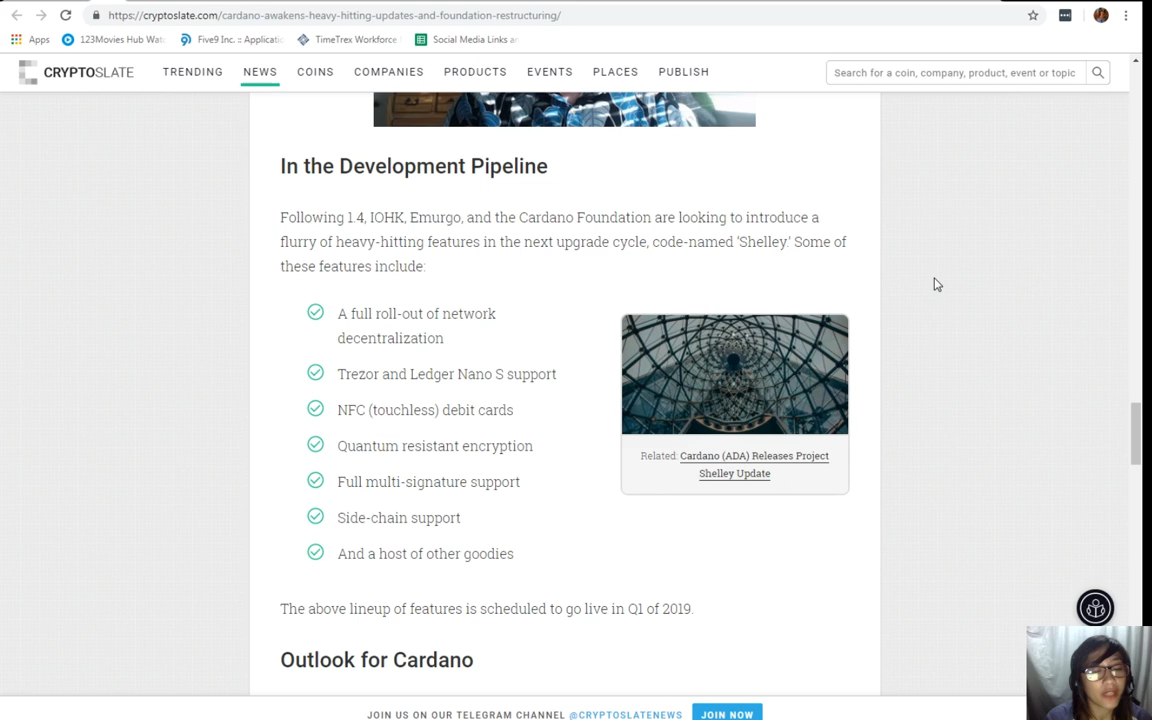 https://cryptoslate.com/cardano-awakens-heavy-hitting-updates-and-foundation-restructuring/
Apps 123Movies Hub Wat Five9 Inc. :: Applicati TimeTrex Workforce Social Media Links a
CRYPTOSLATE TRENDING NEWS COINS COMPANIES PRODUCTS EVENTS PLACES PUBLISH Search for a coin, company, product, event or topic
In the Development Pipeline
Following 1.4, IOHK, Emurgo, and the Cardano Foundation are looking to introduce a
flurry of heavy-hitting features in the next upgrade cycle, code-named 'Shelley.' Some of
these features include:
A full roll-out of network
decentralization
Trezor and Ledger Nano S support
NFC (touchless) debit cards
Quantum resistant encryption
Full multi-signature support
Side-chain support
And a host of other goodies
Related: Cardano (ADA) Releases Project
Shelley Update
The above lineup of features is scheduled to go live in Q1 of 2019.
Outlook for Cardano
JOIN US ON OUR TELEGRAM CHANNEL @CRYPTOSLATENEWS JOIN NOW